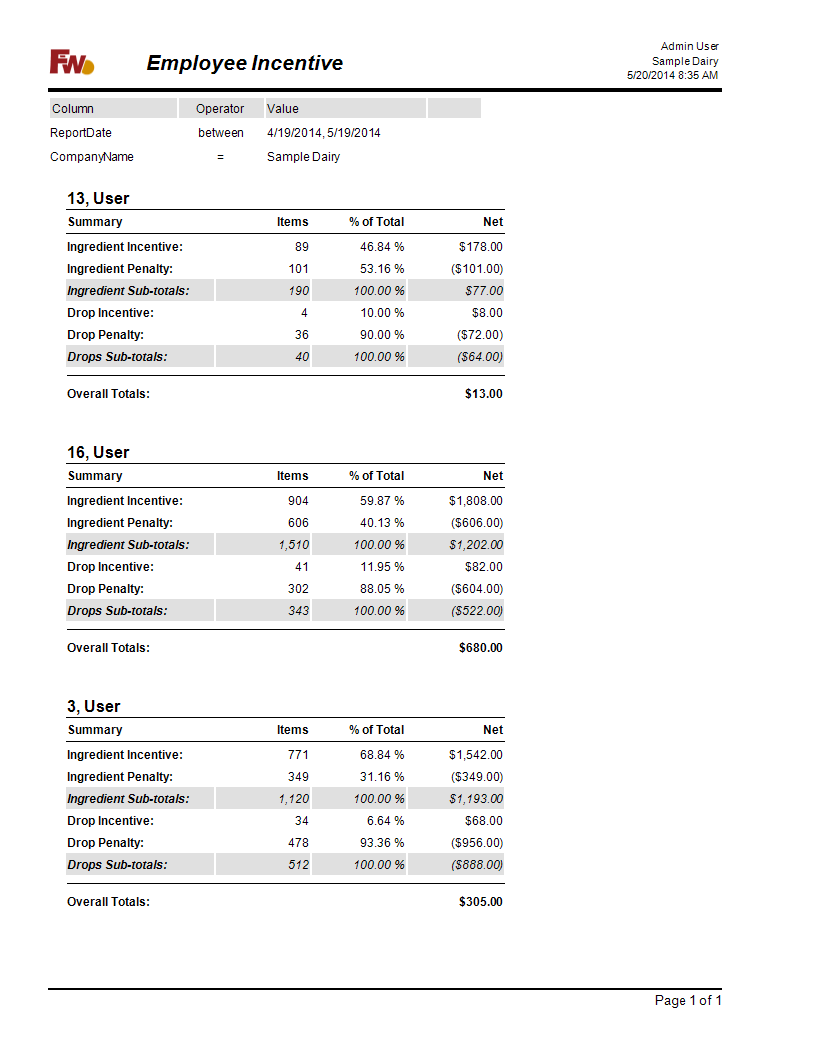 FW
Employee Incentive
Admin User
Sample Dairy
5/20/2014 8:35 AM
Column Operator Value
ReportDate between 4/19/2014, 5/19/2014
CompanyName = Sample Dairy
13, User
Summary Items % of Total Net
Ingredient Incentive: 89 46.84 % $178.00
Ingredient Penalty: 101 53.16 % ($101.00)
Ingredient Sub-totals: 190 100.00 % $77.00
Drop Incentive: 4 10.00 % $8.00
Drop Penalty: 36 90.00 % ($72.00)
Drops Sub-totals: 40 100.00 % ($64.00)
Overall Totals: $13.00
16, User
Summary Items % of Total Net
Ingredient Incentive: 904 59.87 % $1,808.00
Ingredient Penalty: 606 40.13 % ($606.00)
Ingredient Sub-totals: 1,510 100.00 % $1,202.00
Drop Incentive: 41 11.95 % $82.00
Drop Penalty: 302 88.05 % ($604.00)
Drops Sub-totals: 343 100.00 % ($522.00)
Overall Totals: $680.00
3, User
Summary Items % of Total Net
Ingredient Incentive: 771 68.84 % $1,542.00
Ingredient Penalty: 349 31.16 % ($349.00)
Ingredient Sub-totals: 1,120 100.00 % $1,193.00
Drop Incentive: 34 6.64 % $68.00
Drop Penalty: 478 93.36 % ($956.00)
Drops Sub-totals: 512 100.00 % ($888.00)
Overall Totals: $305.00
Page 1 of 1